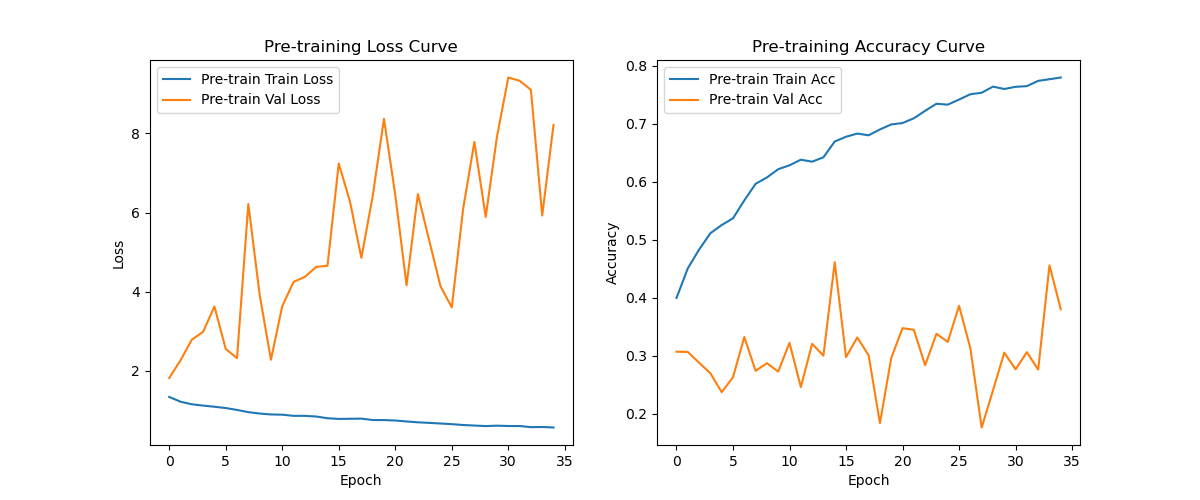 Pre-training Loss Curve
Pre-train Train Loss
Pre-train Val Loss
8
6
4
2
Loss
0 5 10 15 20 25 30 35
Epoch
Pre-training Accuracy Curve
Pre-train Train Acc
Pre-train Val Acc
0.8
0.7
0.6
0.5
0.4
0.3
0.2
Accuracy
0 5 10 15 20 25 30 35
Epoch